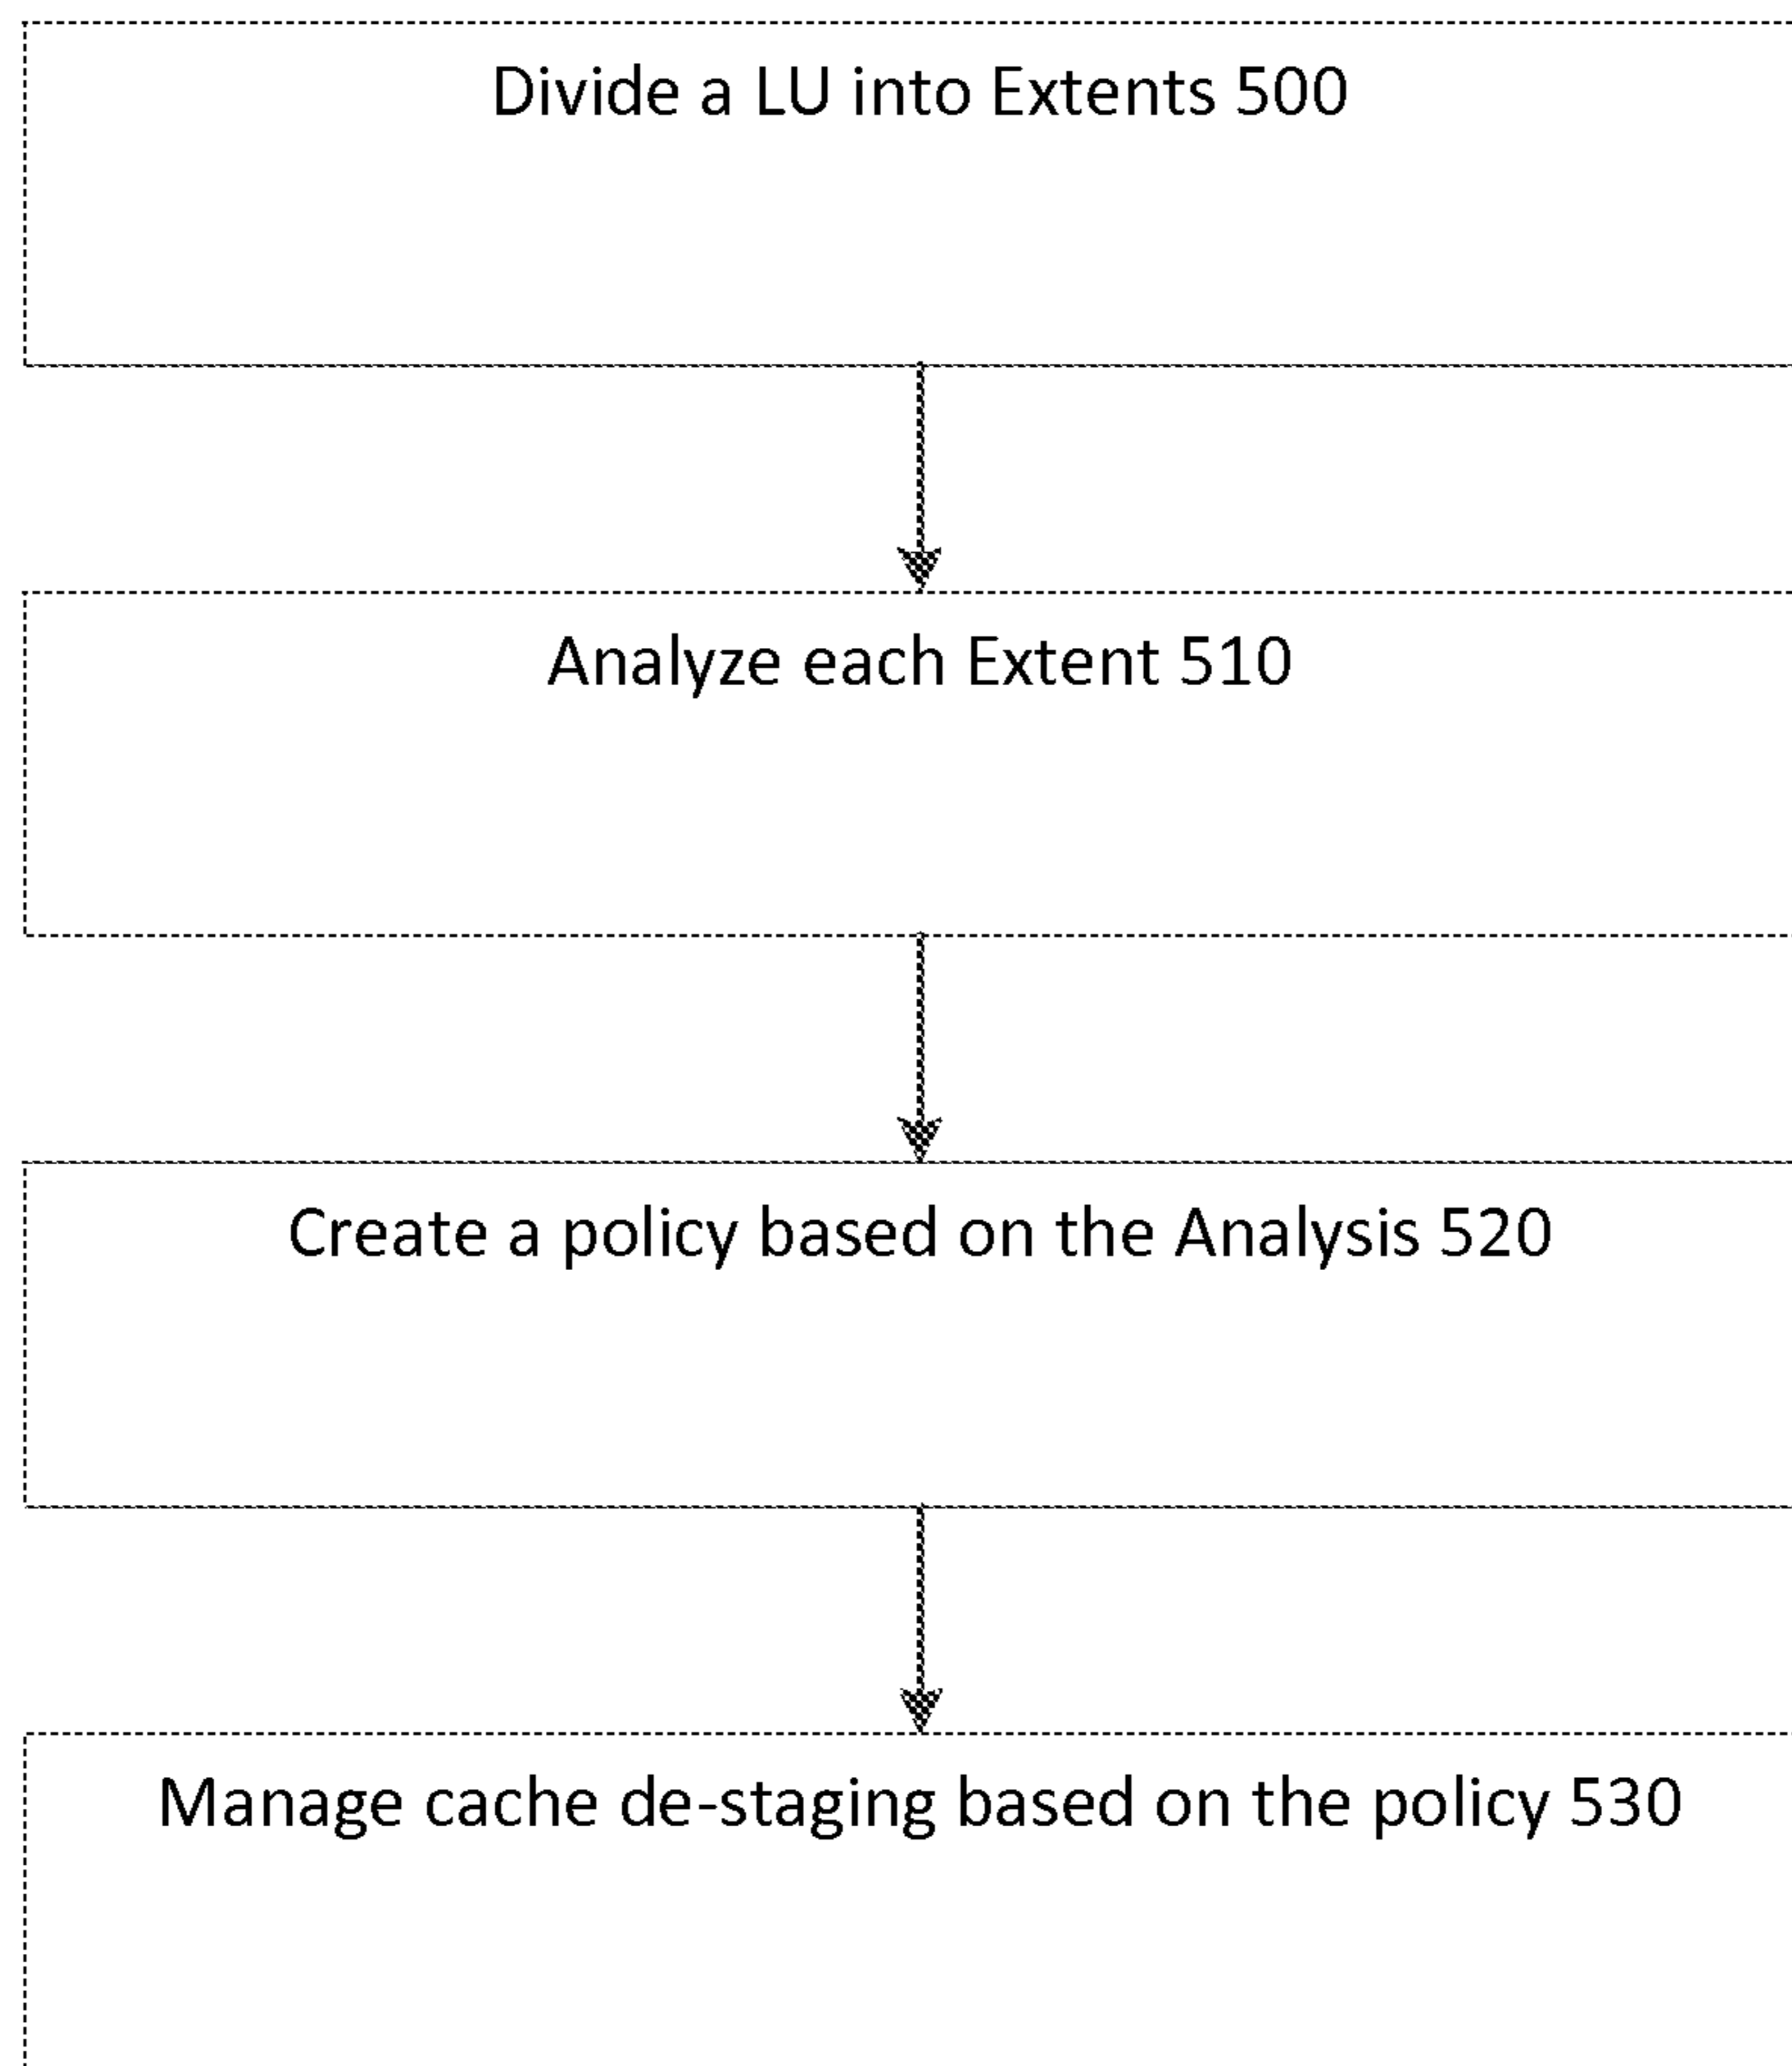 Divide a LU into Extents 500
Analyze each Extent 510
Create a policy based on the Analysis 520
Manage cache de-staging based on the policy 530